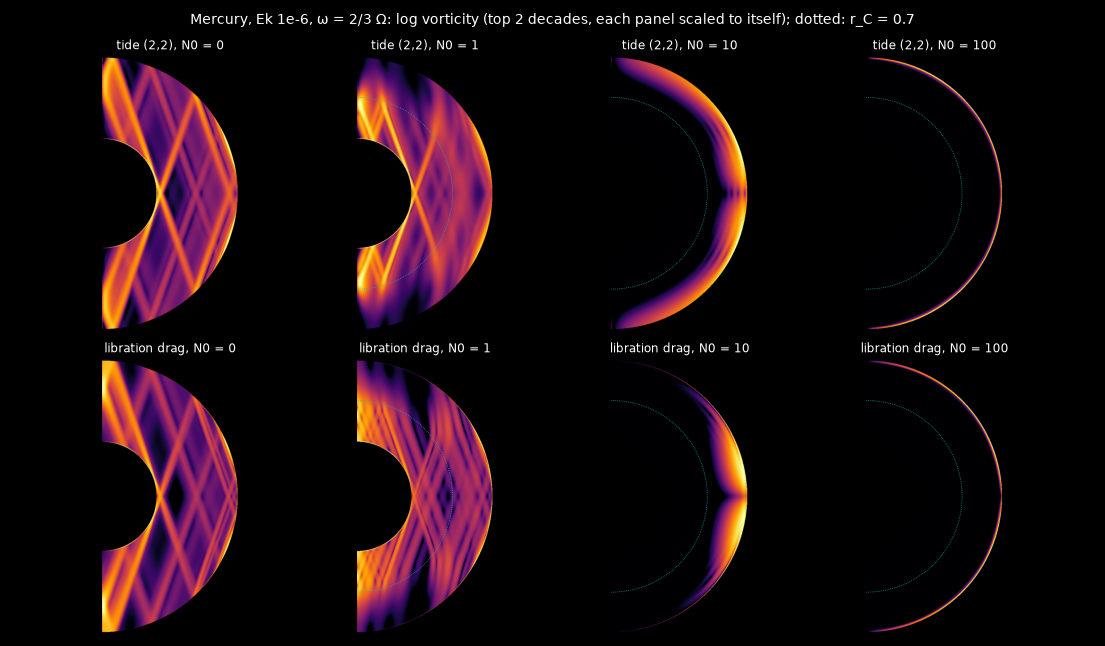 Mercury, Ek 1e-6, ω = 2/3 Ω: log vorticity (top 2 decades, each panel scaled to itself); dotted: r_C = 0.7
tide (2,2), N0 = 0
tide (2,2), N0 = 1
tide (2,2), N0 = 10
tide (2,2), N0 = 100
libration drag, N0 = 0
libration drag, N0 = 1
libration drag, N0 = 10
libration drag, N0 = 100